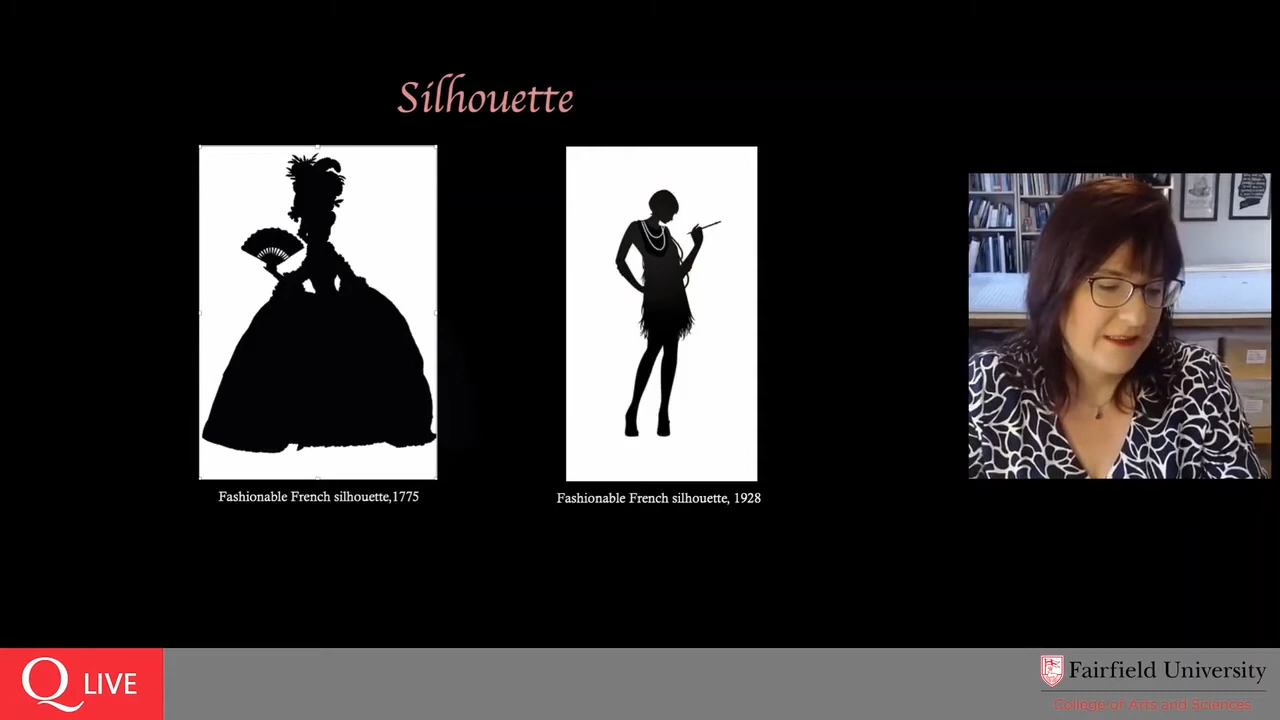 Silhouette
Fashionable French silhouette,1775
Fashionable French silhouette, 1928
Q LIVE
Fairfield University
College of Arts and Sciences